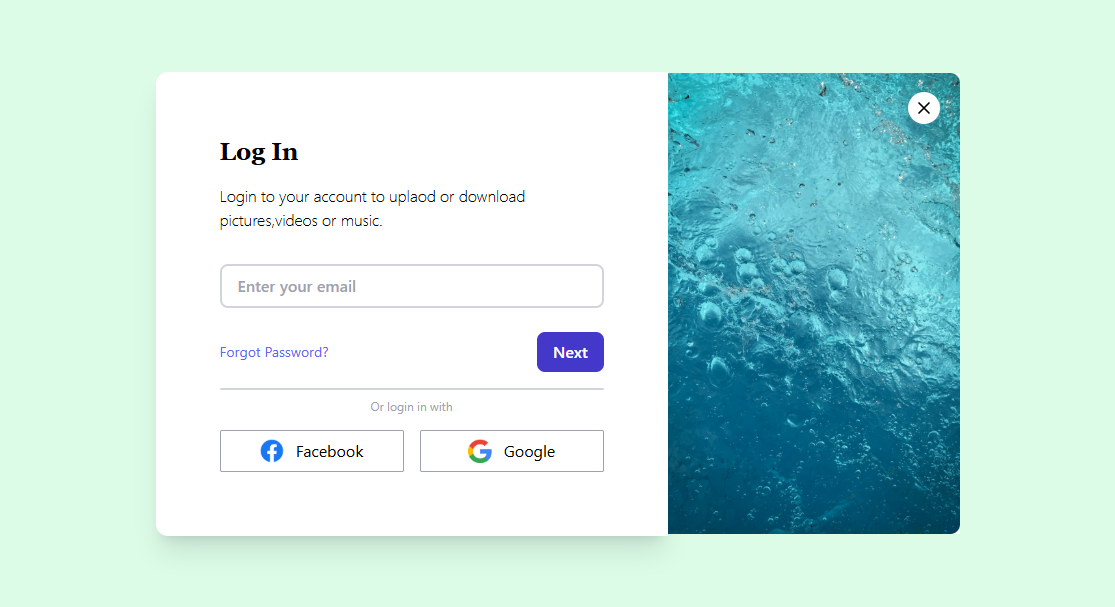 Log In
Login to your account to uplaod or download
pictures,videos or music.
Enter your email
Forgot Password?
Next
Or login in with
Facebook
Google